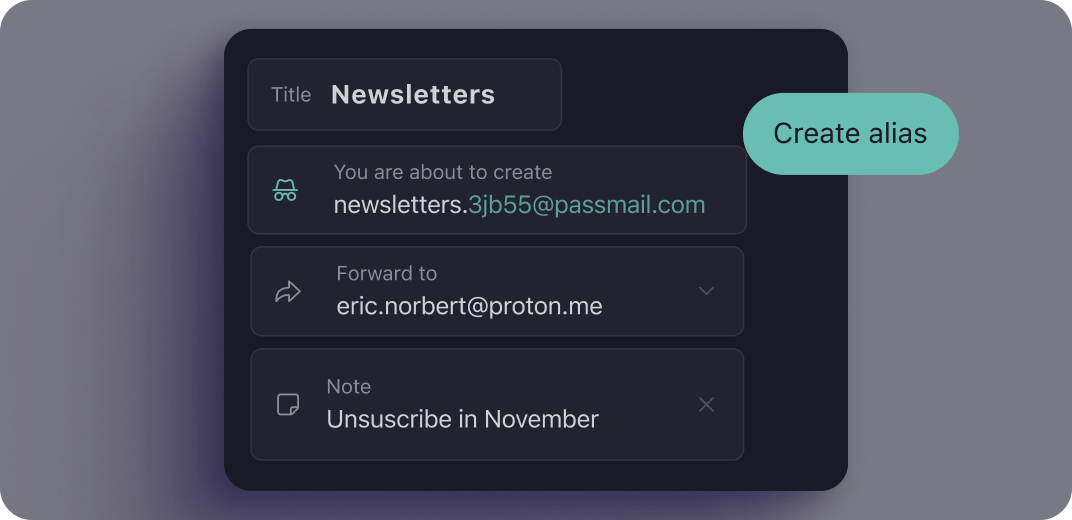 Title Newsletters
Create alias
You are about to create
newsletters.3jb55@passmail.com
Forward to
eric.norbert@proton.me
Note
Unsuscribe in November